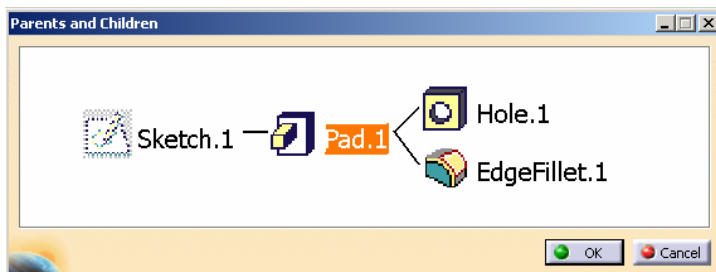 Parents and Children
Sketch.1
Pad.1
Hole.1
EdgeFillet.1
OK
Cancel